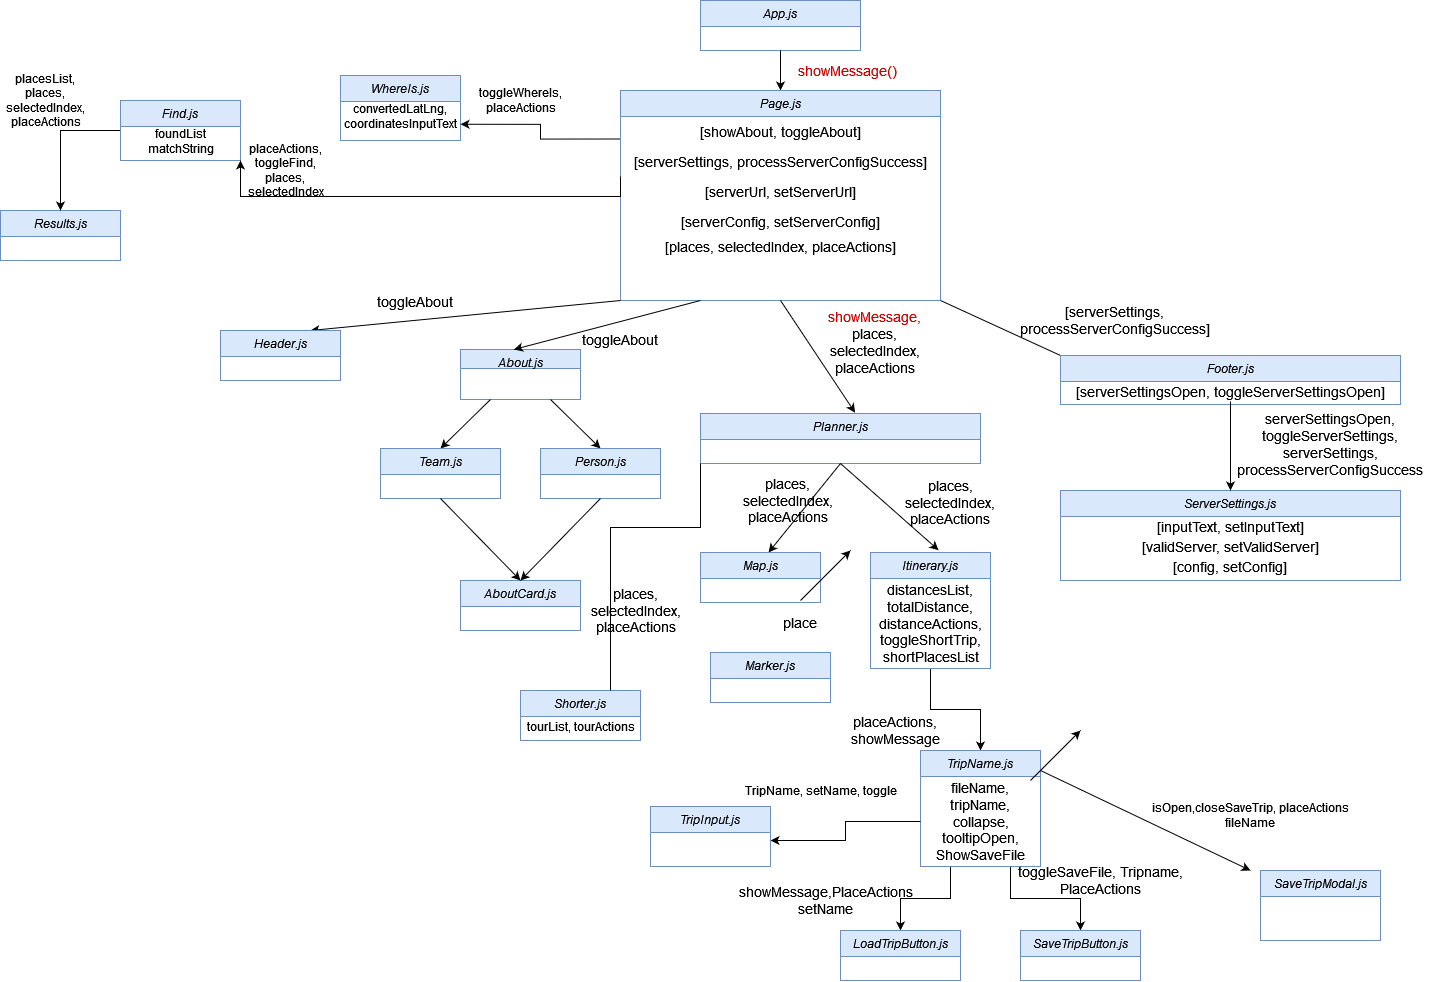 App.js
showMessage()
Page.js
[showAbout, toggleAbout]
[serverSettings, processServerConfigSuccess]
[serverUrl, setServerUrl]
[serverConfig, setServerConfig]
[places, selectedIndex, placeActions]
toggleWhereIs,
placeActions
WhereIs.js
convertedLatLng,
coordinatesInputText
placeActions,
toggleFind,
places,
selectedIndex
Find.js
foundList
matchString
placesList,
places,
selectedIndex,
placeActions
Results.js
toggleAbout
Header.js
toggleAbout
About.js
Team.js
Person.js
AboutCard.js
showMessage,
places,
selectedIndex,
placeActions
Planner.js
[serverSettings,
processServerConfigSuccess]
Footer.js
[serverSettingsOpen, toggleServerSettingsOpen]
serverSettingsOpen,
toggleServerSettings,
serverSettings,
processServerConfigSuccess
ServerSettings.js
[inputText, setInputText]
[validServer, setValidServer]
[config, setConfig]
places,
selectedIndex,
placeActions
Map.js
places,
selectedIndex,
placeActions
Itinerary.js
distancesList,
totalDistance,
distanceActions,
toggleShortTrip,
shortPlacesList
place
Marker.js
places,
selectedIndex,
placeActions
Shorter.js
tourList, tourActions
placeActions,
showMessage
TripName.js
fileName,
tripName,
collapse,
tooltipOpen,
ShowSaveFile
TripName, setName, toggle
TripInput.js
isOpen,closeSaveTrip, placeActions
fileName
SaveTripModal.js
showMessage,PlaceActions
setName
LoadTripButton.js
toggleSaveFile, Tripname,
PlaceActions
SaveTripButton.js